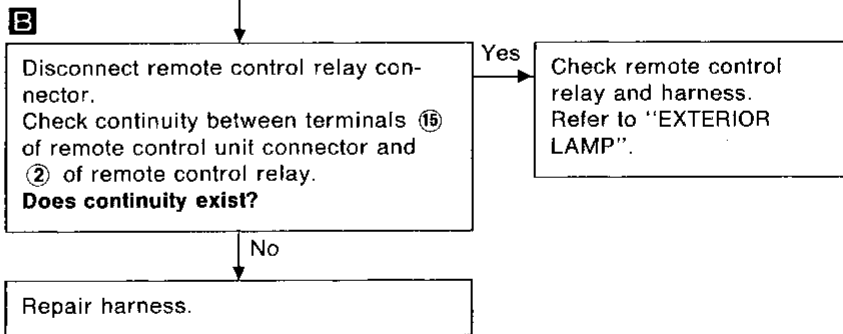 B
Disconnect remote control relay con-
nector.
Check continuity between terminals ⑮
of remote control unit connector and
② of remote control relay.
Does continuity exist?
Yes
Check remote control
relay and harness.
Refer to "EXTERIOR
LAMP".
No
Repair harness.